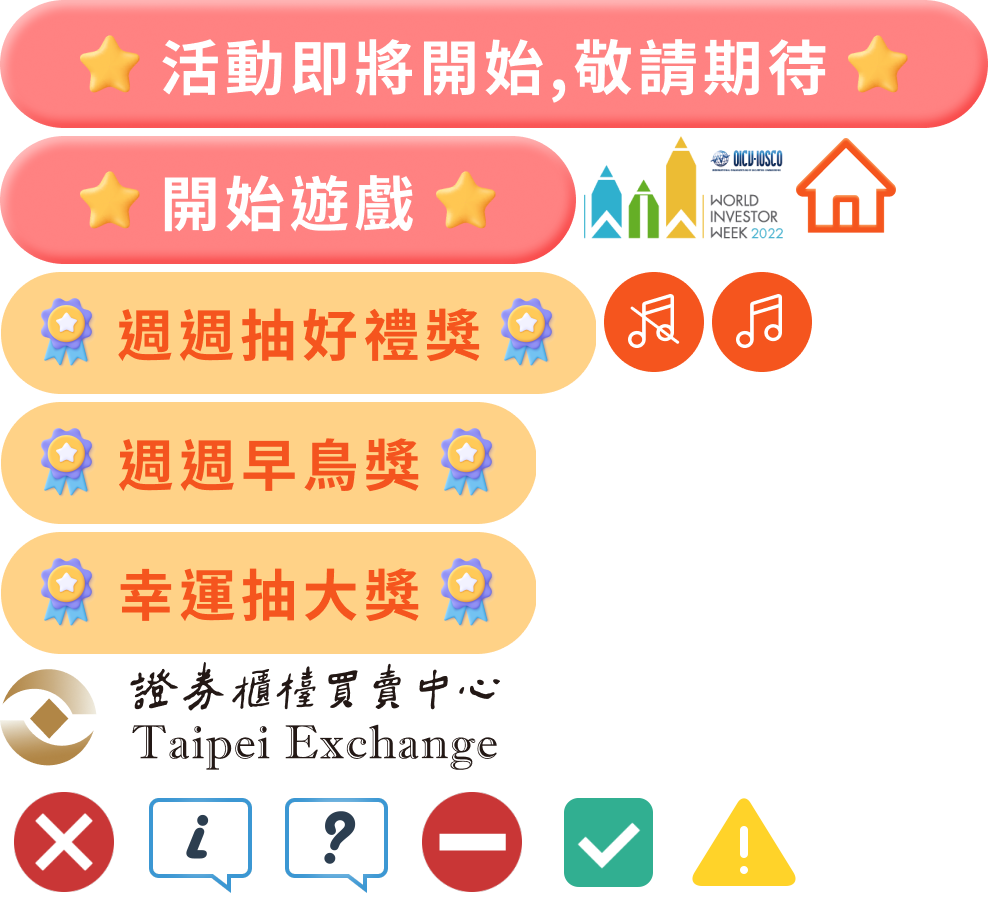 活動即將開始,敬請期待
開始遊戲
OICU-IOSCO
WORLD
INVESTOR
WEEK 2022
週週抽好禮獎
週週早鳥獎
幸運抽大獎
證券櫃檯買賣中心
Taipei Exchange
i
?
!